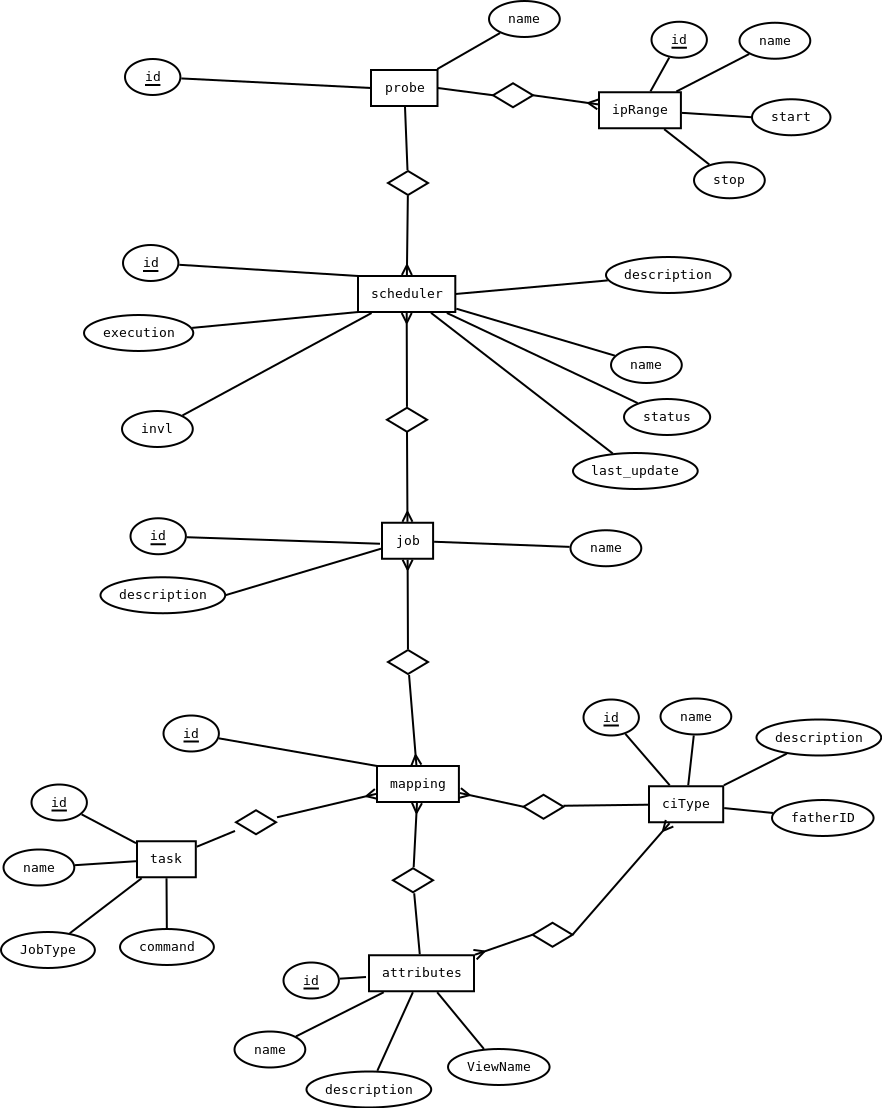 name
id
name
id
probe
ipRange
start
stop
id
description
scheduler
execution
name
status
invl
last_update
id
job
name
description
id
name
id
description
mapping
id
ciType
fatherID
task
name
JobType
command
attributes
id
name
ViewName
description